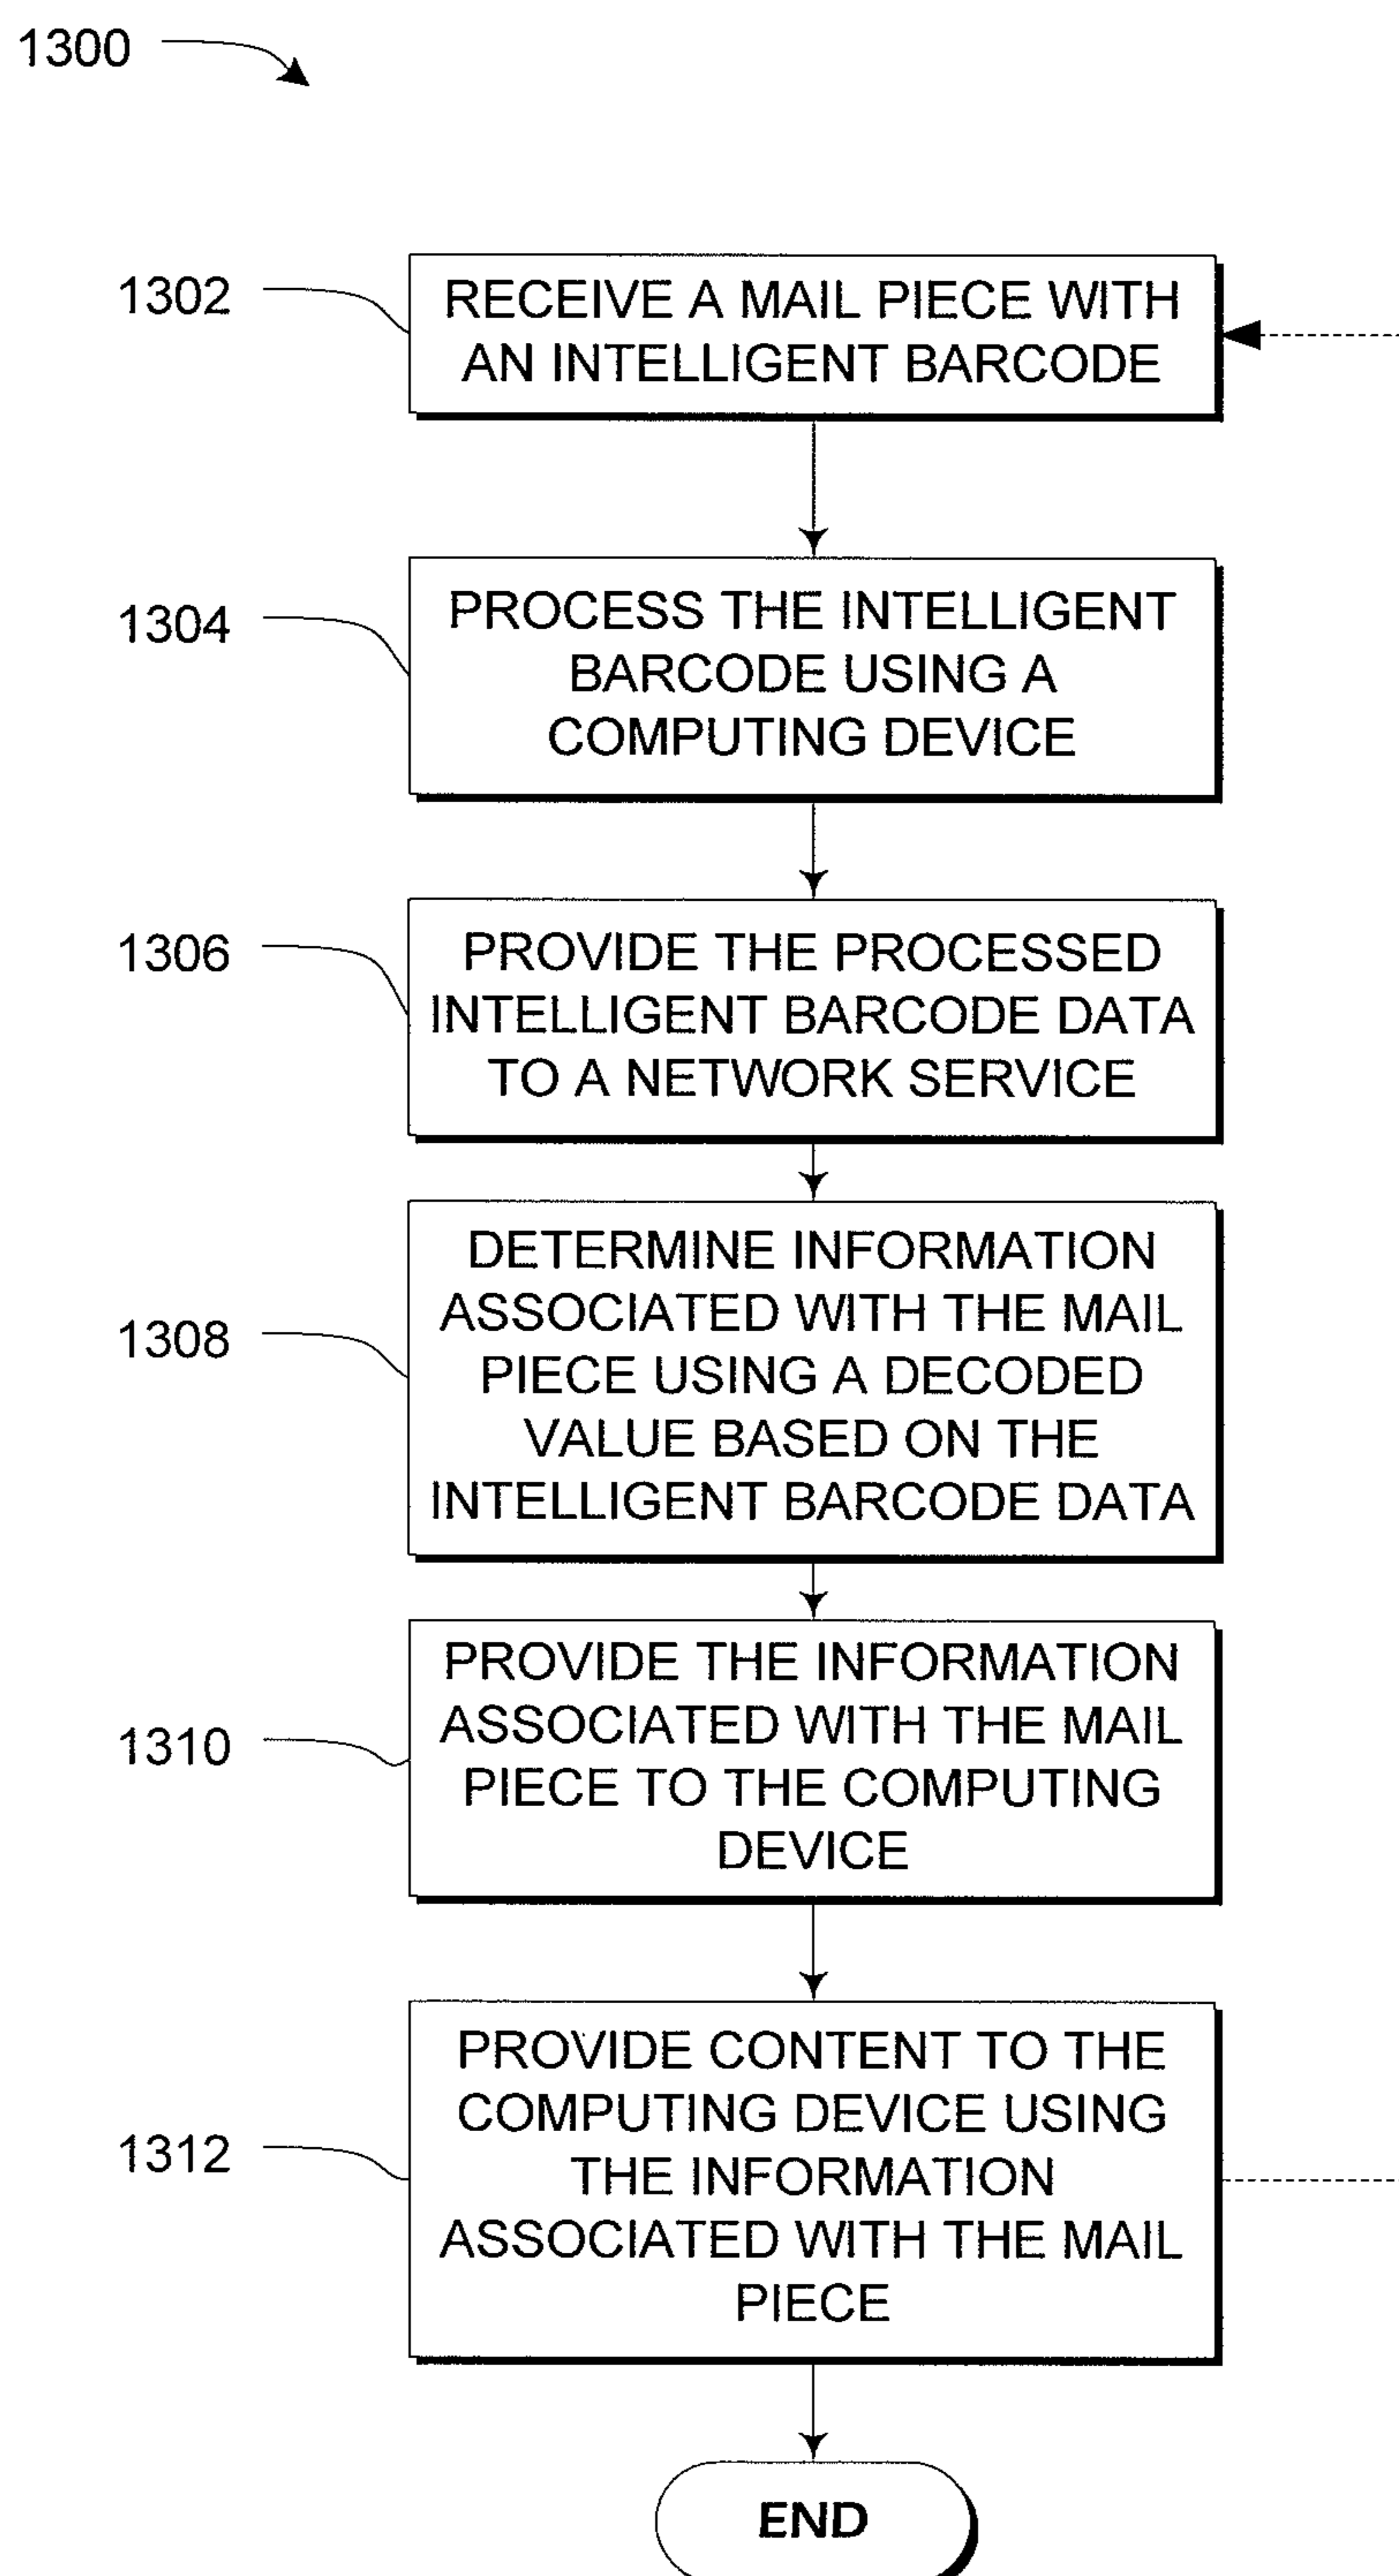 1300
1302
RECEIVE A MAIL PIECE WITH
AN INTELLIGENT BARCODE
1304
PROCESS THE INTELLIGENT
BARCODE USING A
COMPUTING DEVICE
1306
PROVIDE THE PROCESSED
INTELLIGENT BARCODE DATA
TO A NETWORK SERVICE
1308
DETERMINE INFORMATION
ASSOCIATED WITH THE MAIL
PIECE USING A DECODED
VALUE BASED ON THE
INTELLIGENT BARCODE DATA
1310
PROVIDE THE INFORMATION
ASSOCIATED WITH THE MAIL
PIECE TO THE COMPUTING
DEVICE
1312
PROVIDE CONTENT TO THE
COMPUTING DEVICE USING
THE INFORMATION
ASSOCIATED WITH THE MAIL
PIECE
END